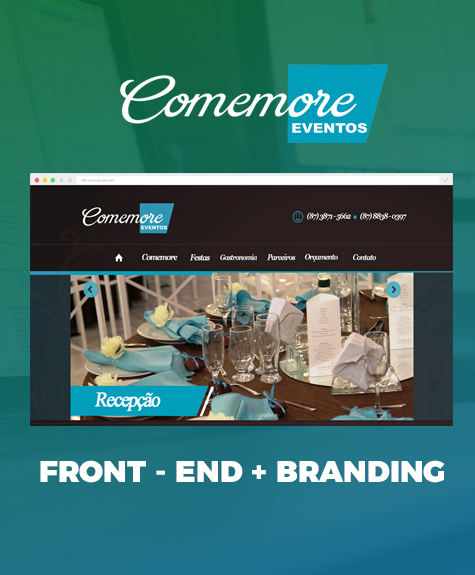 Comemore
EVENTOS
Comemore
EVENTOS
(87) 3871 - 5662 (87) 8838 - 0397
Comemore Festas Gastronomia Parceiros Orçamento Contato
Recepção
FRONT - END + BRANDING